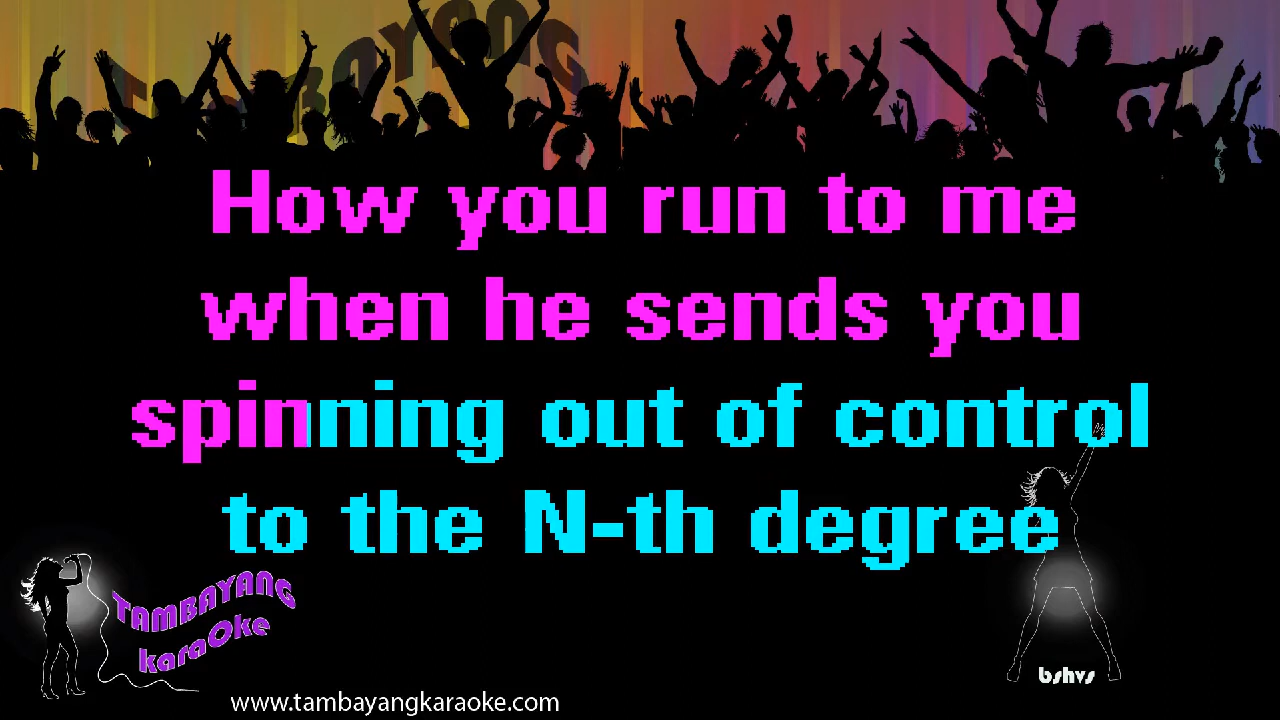 TAMBAYANG
How you run to me
when he sends you
spinning out of control
to the N-th degree
TAMBAYANG
karaOke
bshvs
www.tambayangkaraoke.com